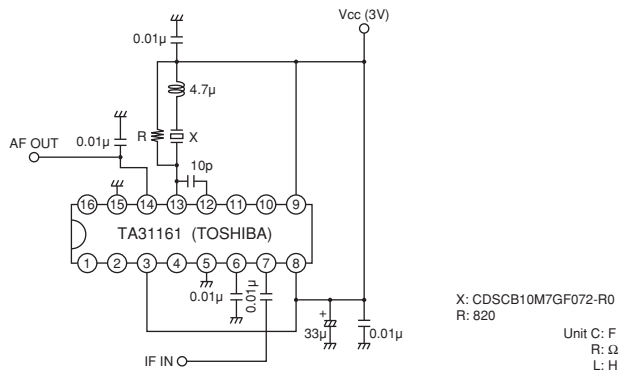 Vcc (3V)
0.01µ
4.7µ
0.01µ
R
X
AF OUT
10p
16 15 14 13 12 11 10 9
TA31161 (TOSHIBA)
1 2 3 4 5 6 7 8
0.01µ
0.01µ
+
33µ
0.01µ
IF IN
X: CDSCB10M7GF072-R0
R: 820
Unit C: F
R: Ω
L: H